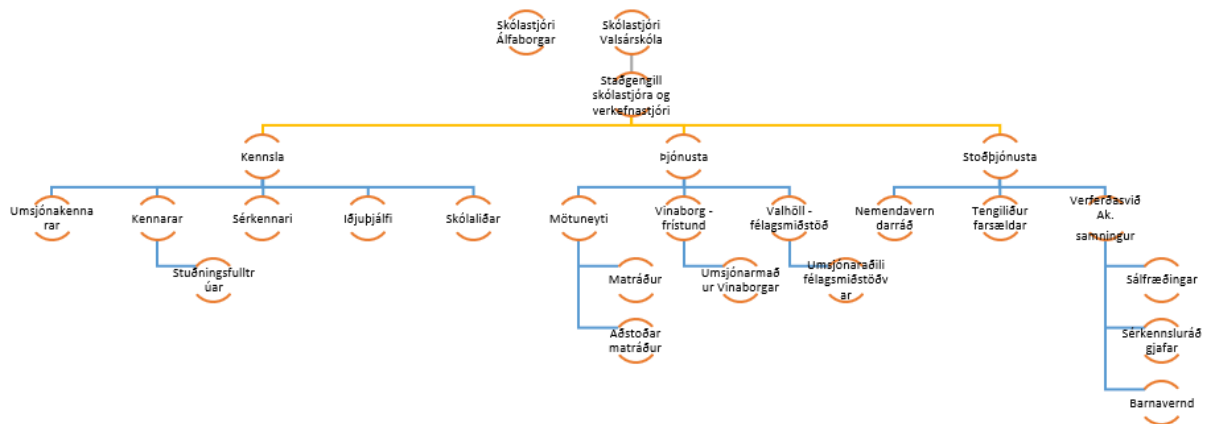 Skólastjóri
Álfaborgar
Skólastjóri
Valsárskóla
Staðgengill
skólastjóra og
verkefnastjóri
Kennsla
Þjónusta
Stoðþjónusta
Umsjónakenna
rar
Kennarar
Sérkennari
Iðjuþjálfi
Skólaliðar
Mötuneyti
Vinaborg -
frístund
Valhöll -
félagsmiðstöð
Nemendavern
darráð
Tengiliður
farsældar
Verferðasvið
Ak.
samningur
Stuðningsfulltr
úar
Matráður
Aðstoðar
matráður
Umsjónarmað
ur Vinaborgar
Umsjónaraðili
félagsmiðstöðv
ar
Sálfræðingar
Sérkennsluráð
gjafar
Barnavernd